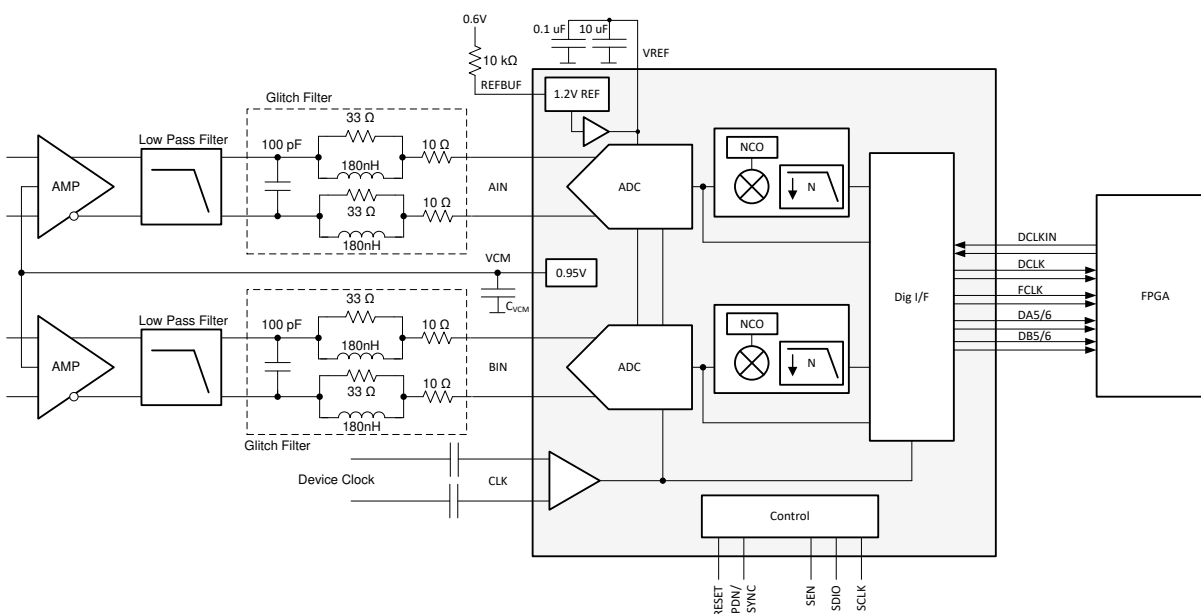 0.6V
0.1 uF
10 uF
VREF
10 kΩ
REFBUF
1.2V REF
Glitch Filter
33 Ω
Low Pass Filter
100 pF
10 Ω
180nH
AMP
AIN
ADC
NCO
N
33 Ω
10 Ω
180nH
VCM
0.95V
CVCM
Dig I/F
DCLKIN
DCLK
FCLK
DA5/6
DB5/6
FPGA
33 Ω
Low Pass Filter
100 pF
10 Ω
180nH
AMP
BIN
ADC
NCO
N
33 Ω
10 Ω
180nH
Glitch Filter
Device Clock
CLK
Control
RESET
PDN/
SYNC
SEN
SDIO
SCLK